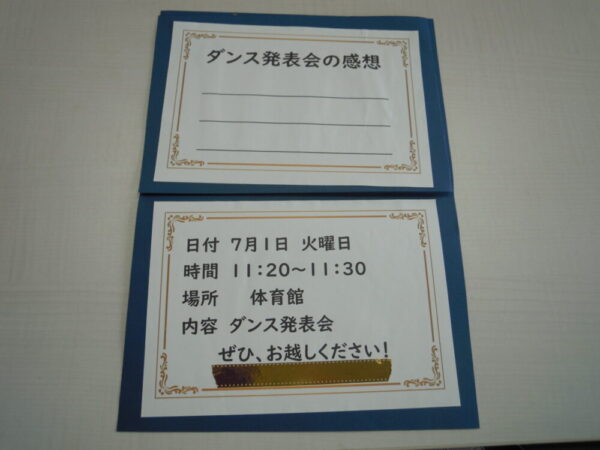 ダンス発表会の感想
日付 7月1日 火曜日
時間 11:20～11:30
場所 体育館
内容 ダンス発表会
ぜひ、お越しください!